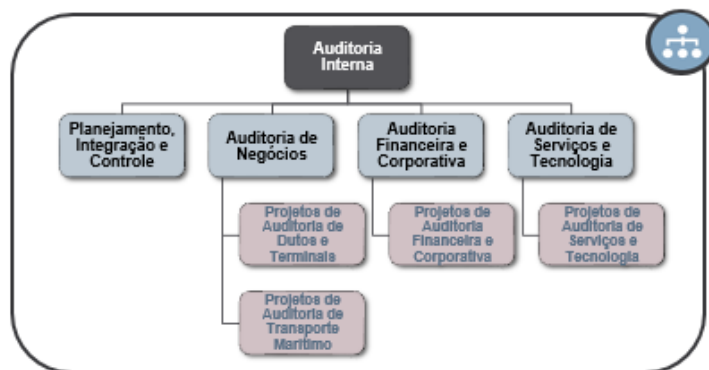 Auditoria
Interna
Planejamento,
Integração e
Controle
Auditoria de
Negócios
Auditoria
Financeira e
Corporativa
Auditoria de
Serviços e
Tecnologia
Projetos de
Auditoria de
Dutos e
Terminais
Projetos de
Auditoria
Financeira e
Corporativa
Projetos de
Auditoria de
Serviços e
Tecnologia
Projetos de
Auditoria de
Transporte
Marítimo